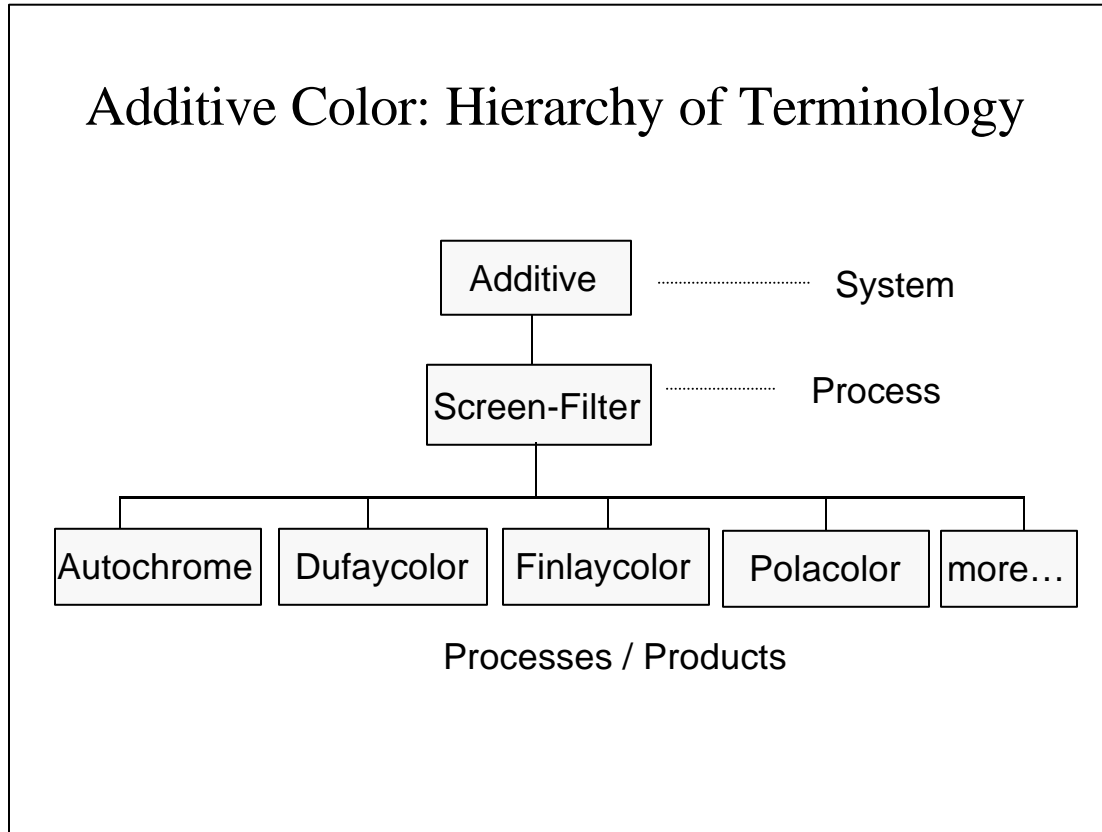 Additive Color: Hierarchy of Terminology
Additive
System
Screen-Filter
Process
Autochrome
Dufaycolor
Finlaycolor
Polacolor
more…
Processes / Products